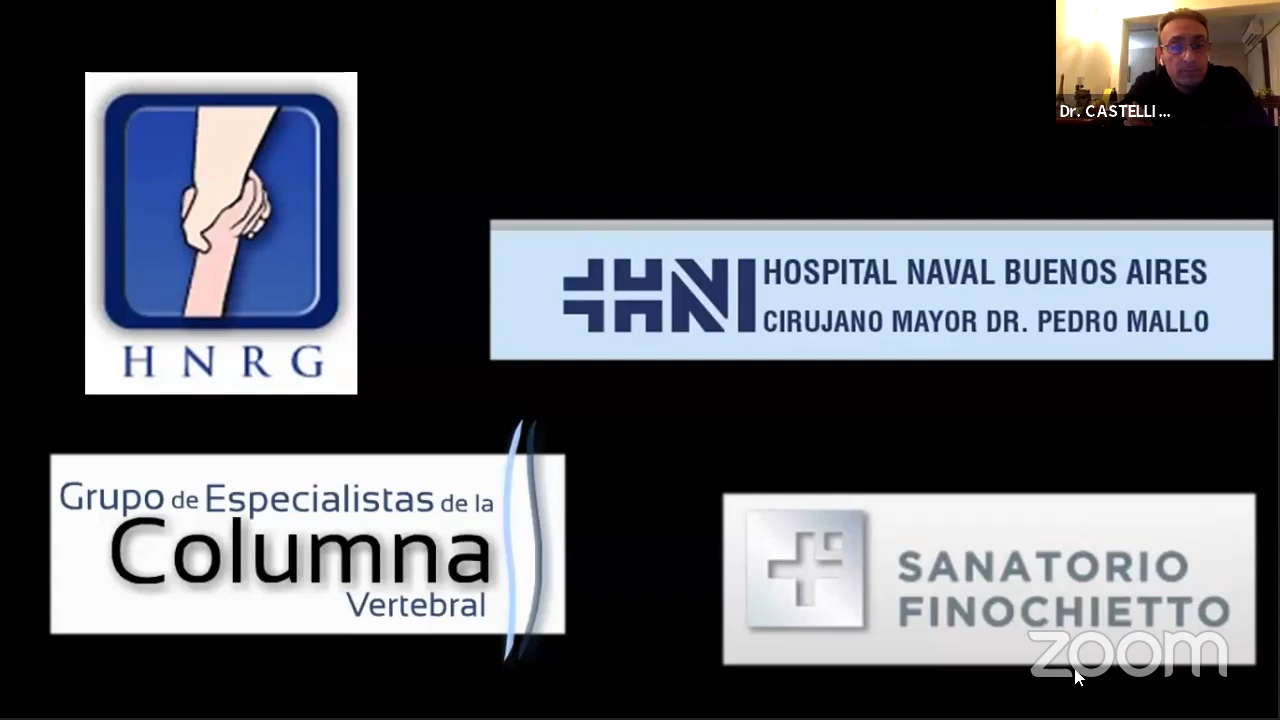 Dr. CASTELLI...
HNRG
HNI HOSPITAL NAVAL BUENOS AIRES
CIRUJANO MAYOR DR. PEDRO MALLO
Grupo de Especialistas de la
Columna
Vertebral
SANATORIO
FINOCHIETTO
zoom